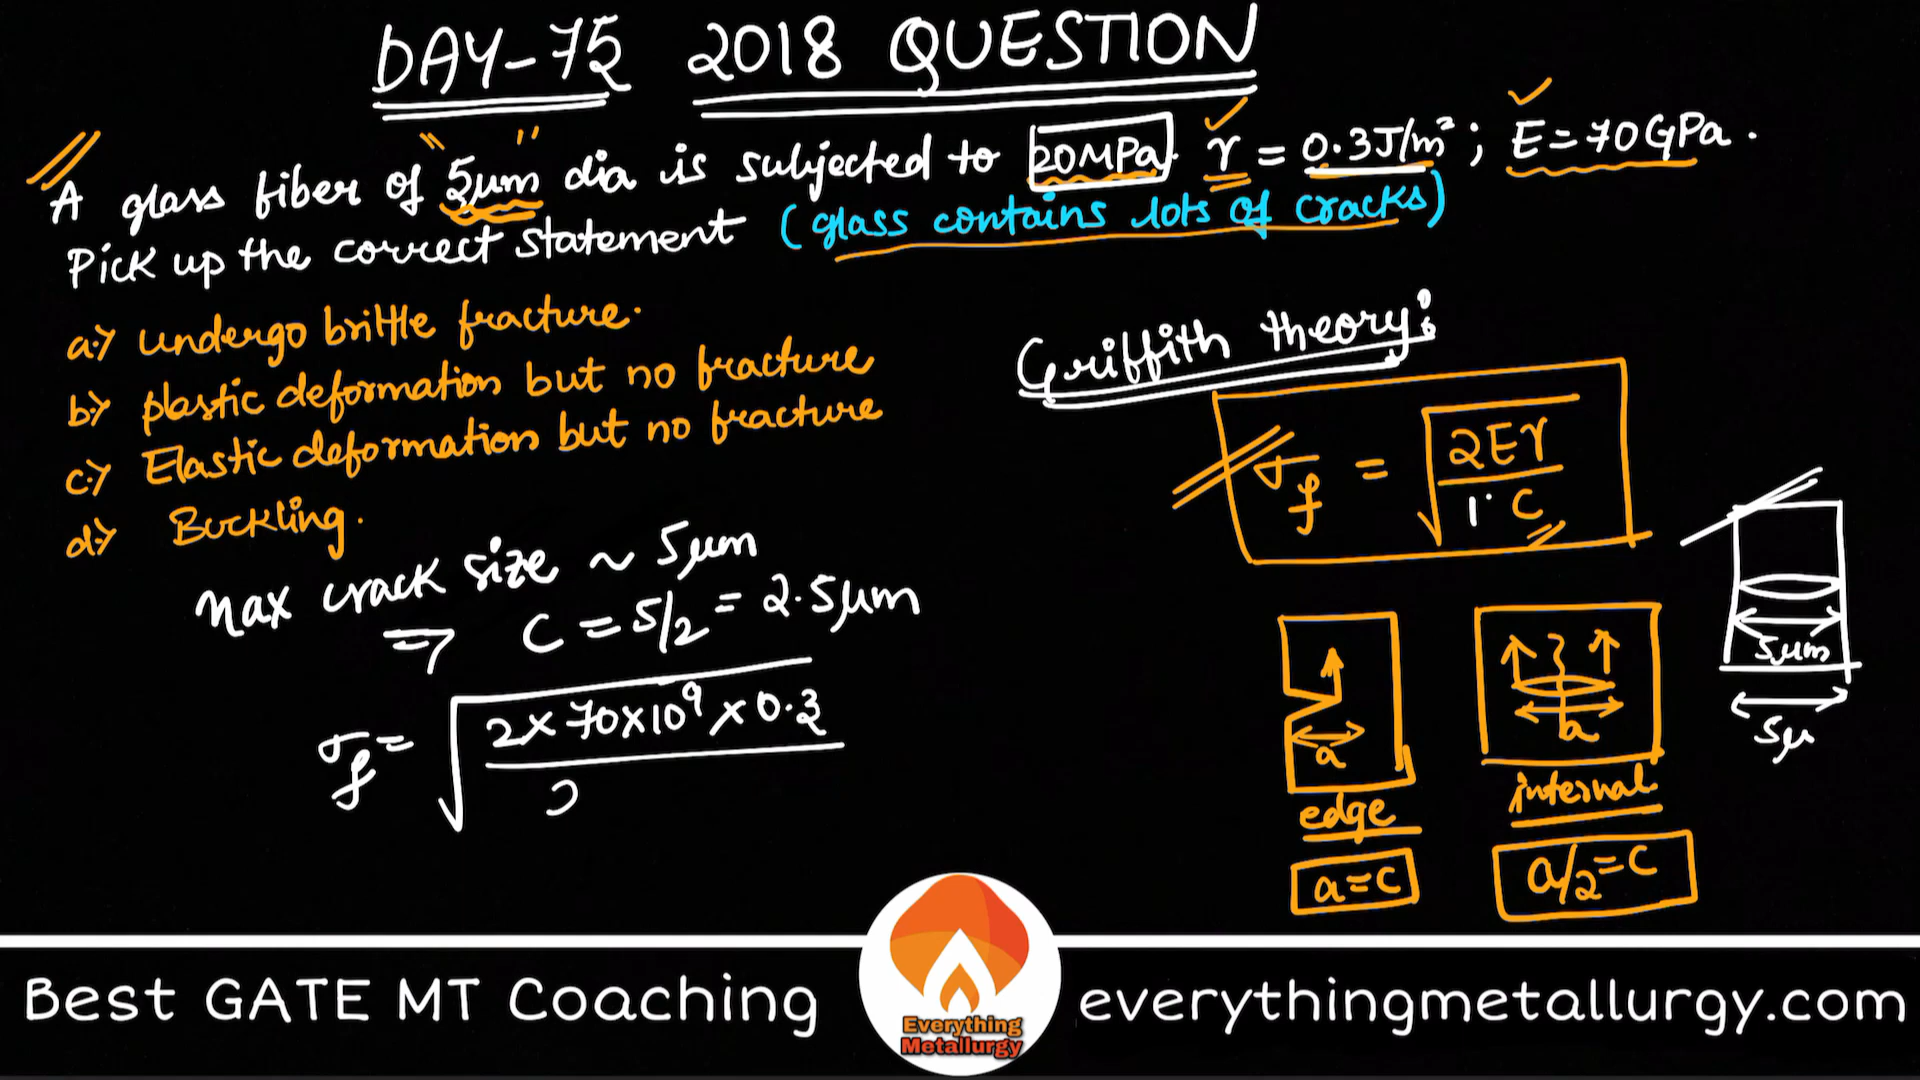 DAY-75 2018 QUESTION
A glass fiber of "5µm" dia is subjected to 20MPa. γ = 0.3J/m²; E=70GPa.
Pick up the correct statement (glass contains lots of cracks)
a.) undergo brittle fracture.
b.) plastic deformation but no fracture
c.) Elastic deformation but no fracture
d.) Buckling.
Griffith theory:
σf = √2Eγ/1 C
Max crack size ~ 5µm
⇒ C = 5/2 = 2.5µm
σf = √2×70×10⁹×0.3
5µm
5µ
a
a
edge
internal
a=c
a/2=c
Best GATE MT Coaching
Everything
Metallurgy
everythingmetallurgy.com